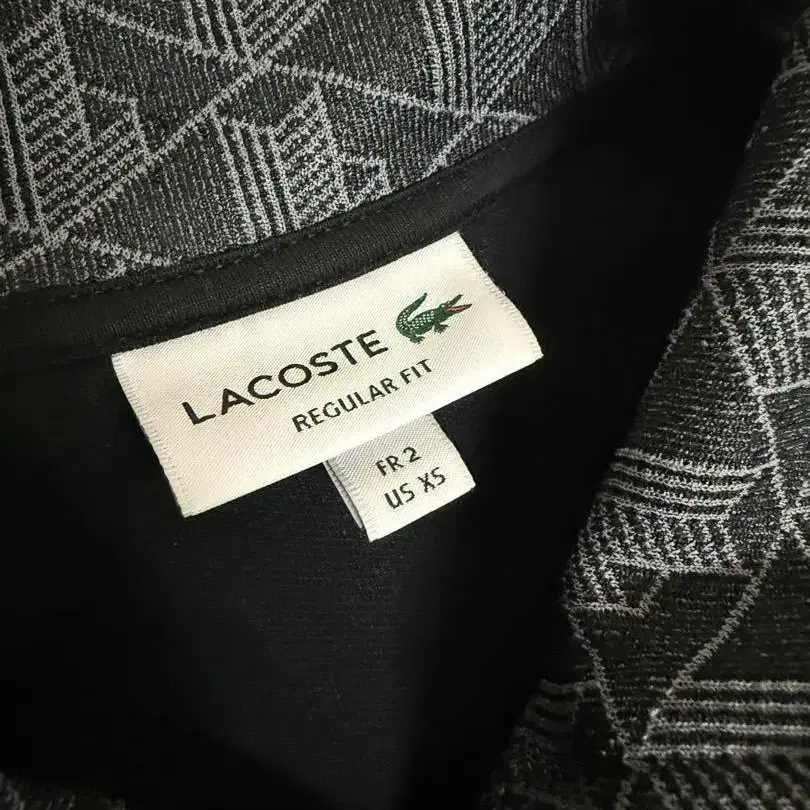 LACOSTE
REGULAR FIT
FR 2
US XS